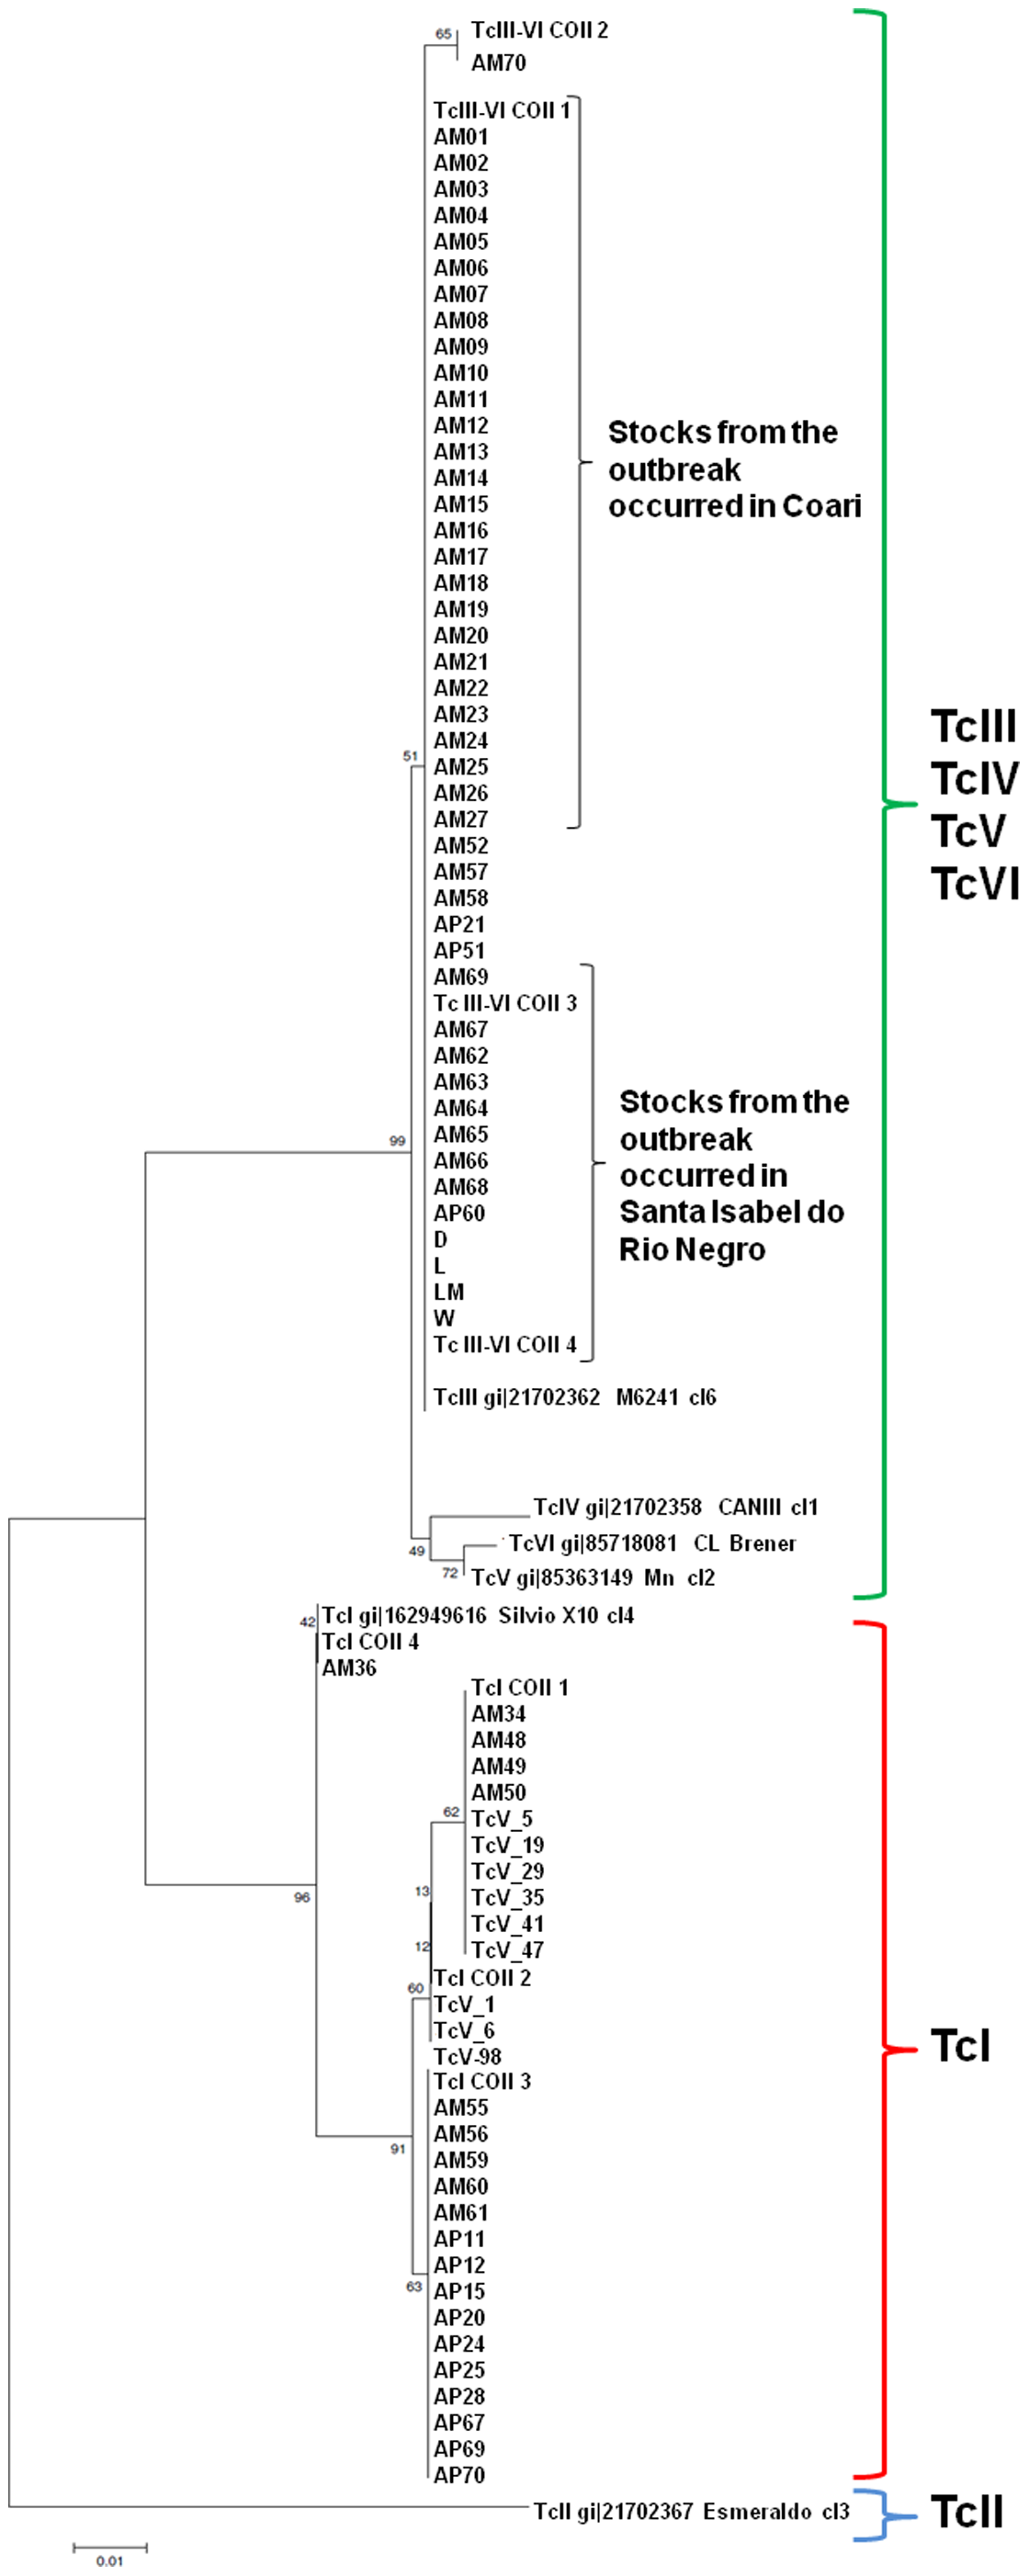 65
TcIII-VI COII 2
AM70
TcIII-VI COII 1
AM01
AM02
AM03
AM04
AM05
AM06
AM07
AM08
AM09
AM10
AM11
AM12
AM13
AM14
AM15
AM16
AM17
AM18
AM19
AM20
AM21
AM22
AM23
AM24
51
AM25
AM26
AM27
Stocks from the
outbreak
occurred in Coari
AM52
AM57
AM58
AP21
AP51
AM69
Tc III-VI COII 3
AM67
AM62
AM63
AM64
AM65
99
AM66
AM68
AP60
D
L
LM
W
Tc III-VI COII 4
Stocks from the
outbreak
occurred in
Santa Isabel do
Rio Negro
TcIII gi|21702362 M6241 cl6
TcIV gi|21702358 CANIII cl1
49
TcVI gi|85718081 CL Brener
72
TcV gi|85363149 Mn cl2
TcIII
TcIV
TcV
TcVI
42
TcI gi|162949616 Silvio X10 cl4
TcI COII 4
AM36
TcI COII 1
AM34
AM48
AM49
AM50
62
TcV_5
TcV_19
TcV_29
13
TcV_35
96
TcV_41
12
TcV_47
TcI COII 2
60
TcV_1
TcV_6
TcV-98
TcI COII 3
AM55
AM56
91
AM59
AM60
AM61
AP11
AP12
63
AP15
AP20
AP24
AP25
AP28
AP67
AP69
AP70
TcI
TcII gi|21702367 Esmeraldo cl3
TcII
0.01